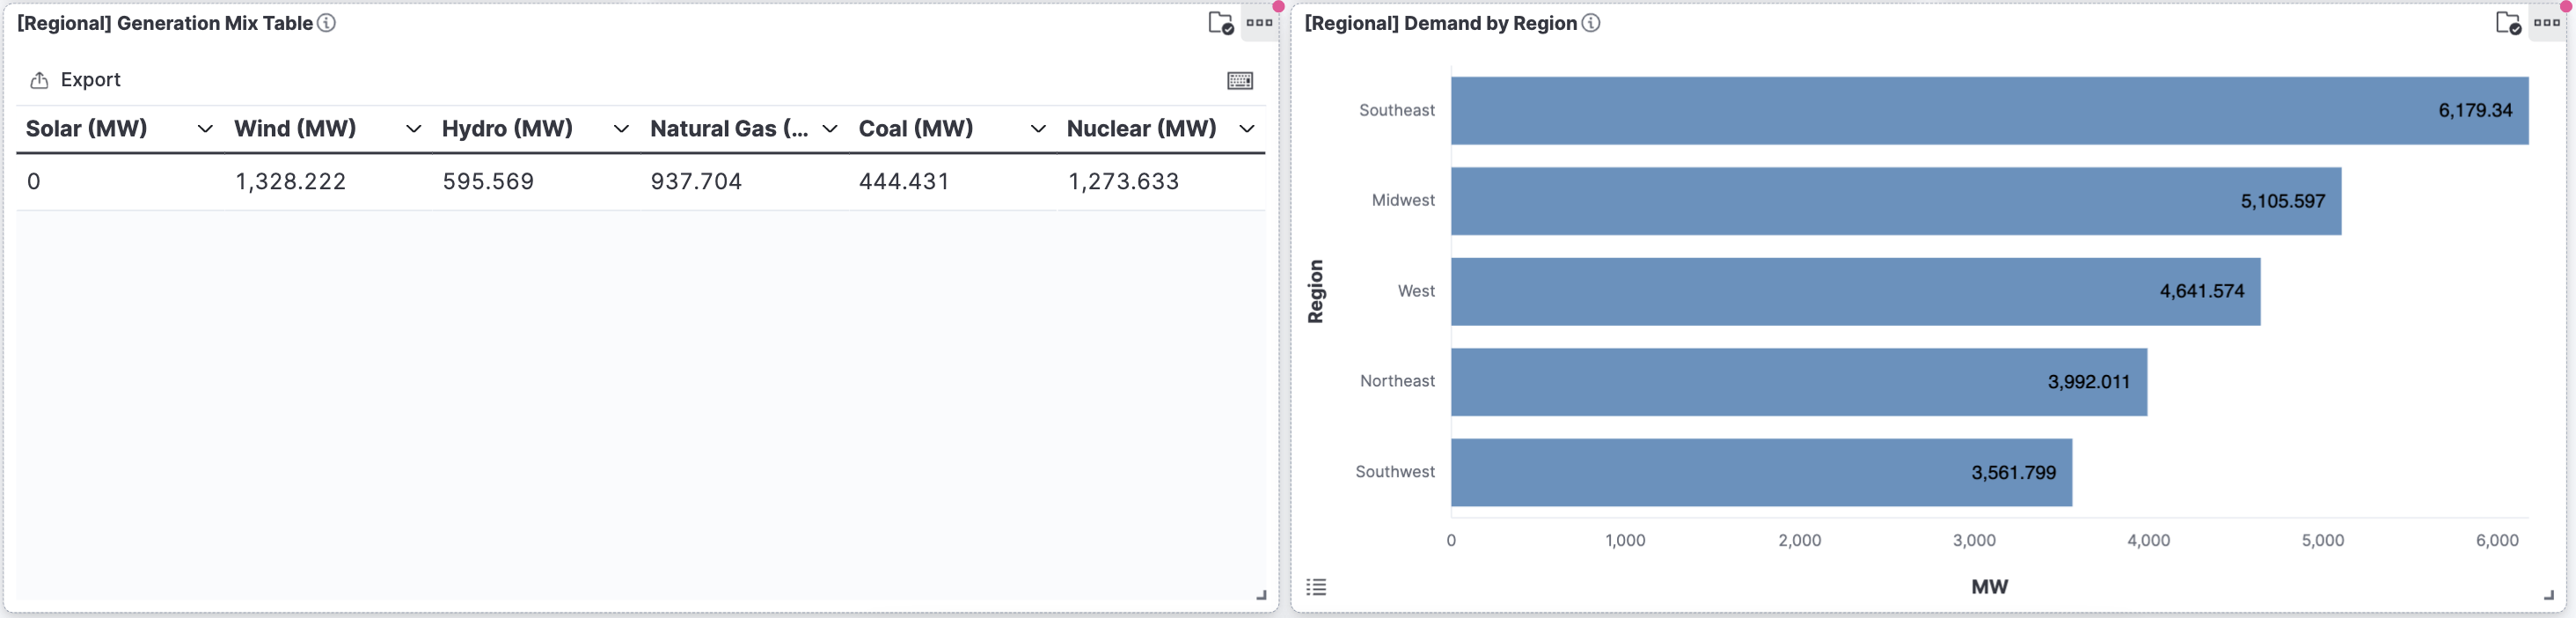 [Regional] Generation Mix Table
Export
Solar (MW) Wind (MW) Hydro (MW) Natural Gas (... Coal (MW) Nuclear (MW)
0 1,328.222 595.569 937.704 444.431 1,273.633
[Regional] Demand by Region
Region
Southeast 6,179.34
Midwest 5,105.597
West 4,641.574
Northeast 3,992.011
Southwest 3,561.799
0 1,000 2,000 3,000 4,000 5,000 6,000
MW